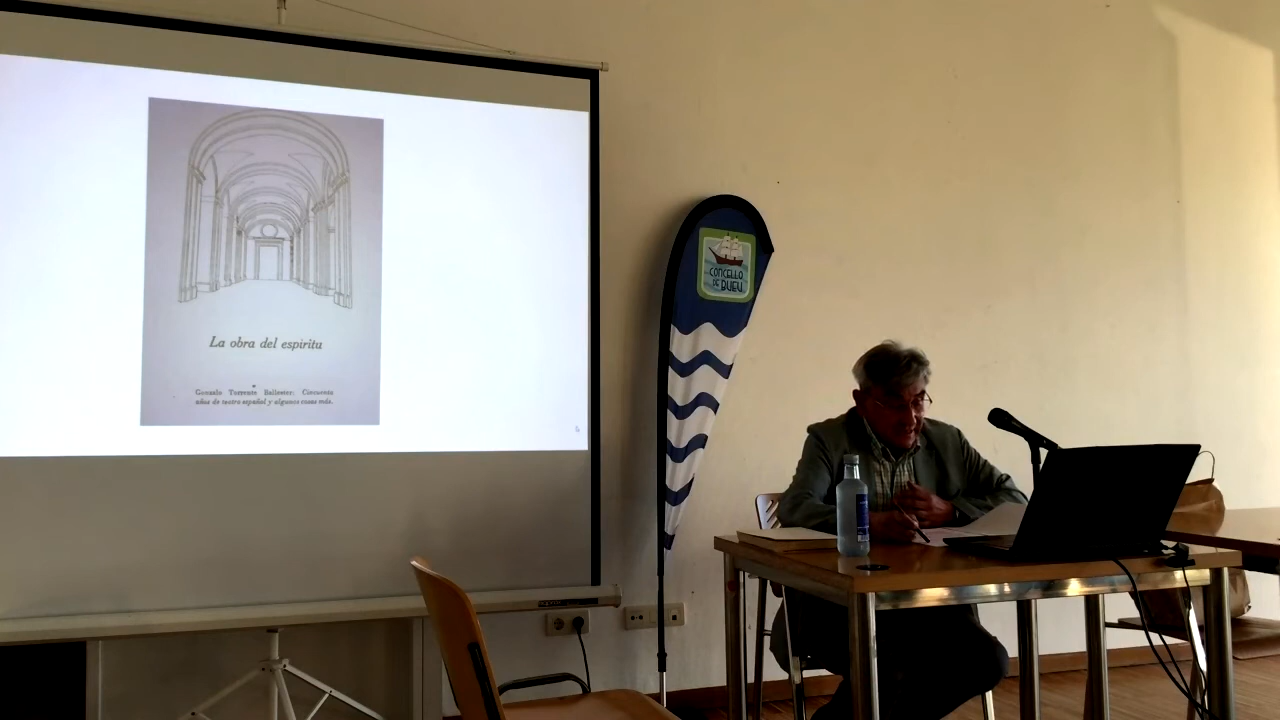 La obra del espiritu
Gonzalo Torrente Ballester: Cincuenta
años de teatro español y algunas cosas más.
CONCELLO
DE BUEU